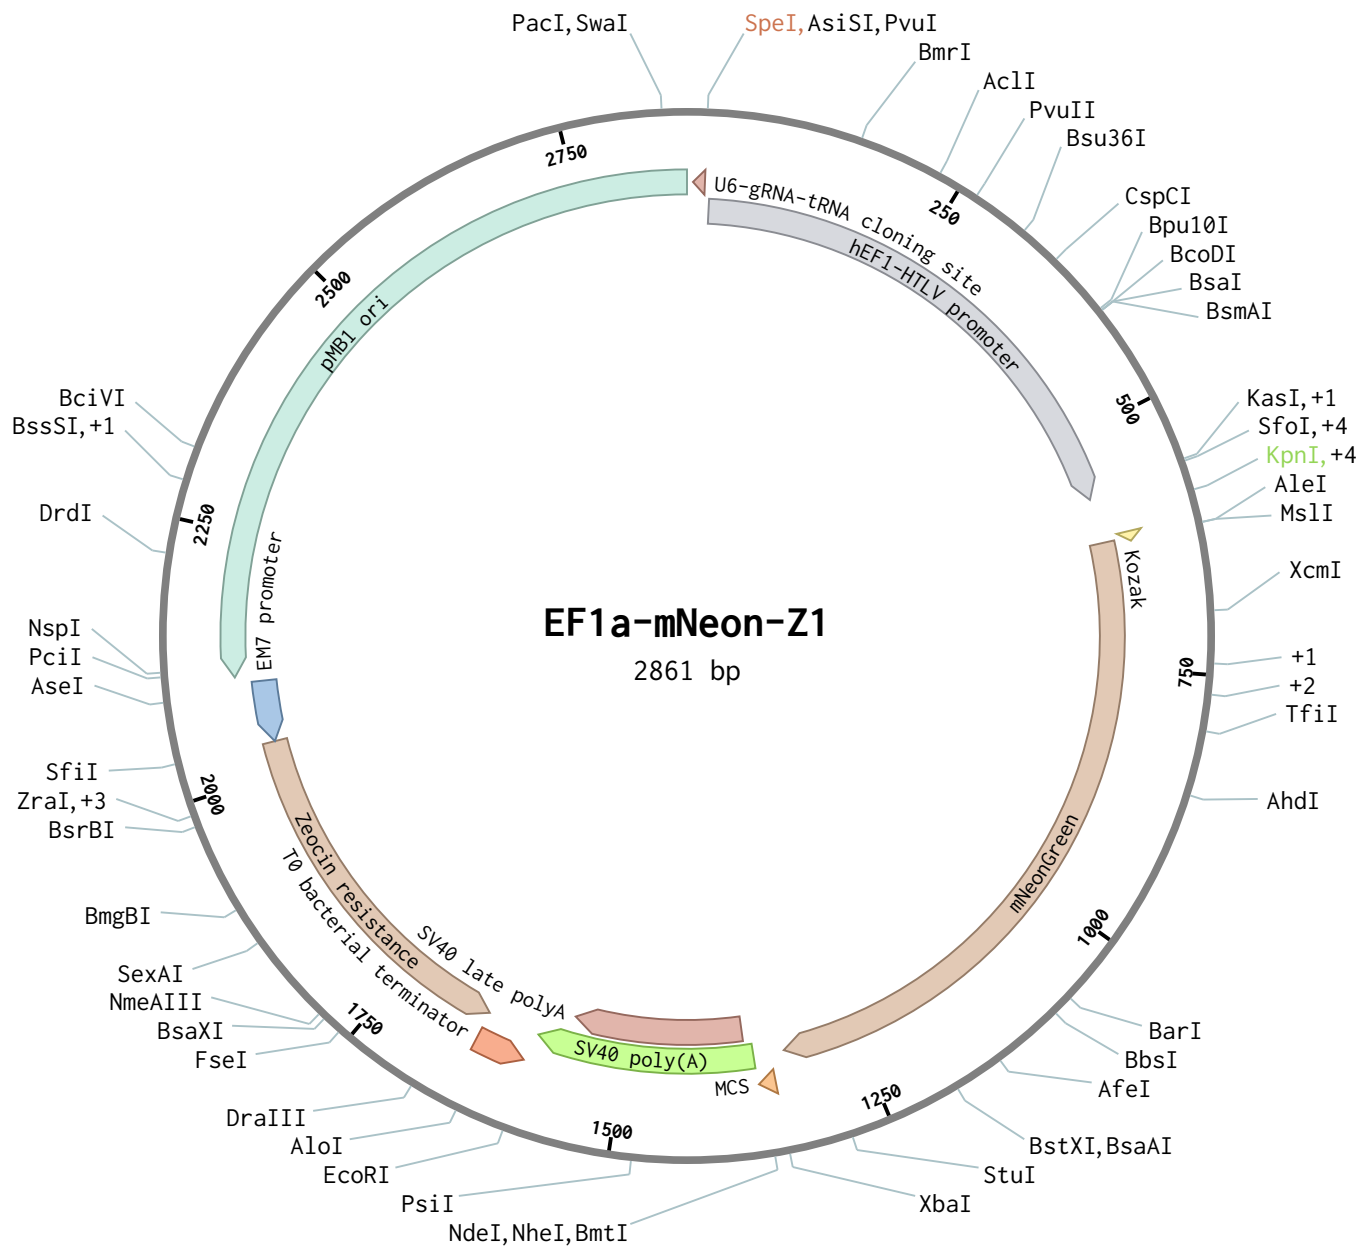 PacI,SwaI
SpeI,AsiSI,PvuI
BmrI
AclI
PvuII
Bsu36I
CspCI
Bpu10I
BcoDI
BsaI
BsmAI
KasI,+1
SfoI,+4
KpnI,+4
AleI
MslI
XcmI
+1
+2
TfiI
AhdI
BarI
BbsI
AfeI
BstXI,BsaAI
StuI
XbaI
NdeI,NheI,BmtI
PsiI
EcoRI
AloI
DraIII
FseI
BsaXI
NmeAIII
SexAI
BmgBI
BsrBI
ZraI,+3
SfiI
AseI
PciI
NspI
DrdI
BssSI,+1
BciVI
250
500
750
1000
1250
1500
1750
2000
2250
2500
2750
U6-gRNA-tRNA cloning site
hEF1-HTLV promoter
Kozak
mNeonGreen
MCS
SV40 poly(A)
SV40 late polyA
T0 bacterial terminator
Zeocin resistance
EM7 promoter
pMB1 ori
EF1a-mNeon-Z1
2861 bp